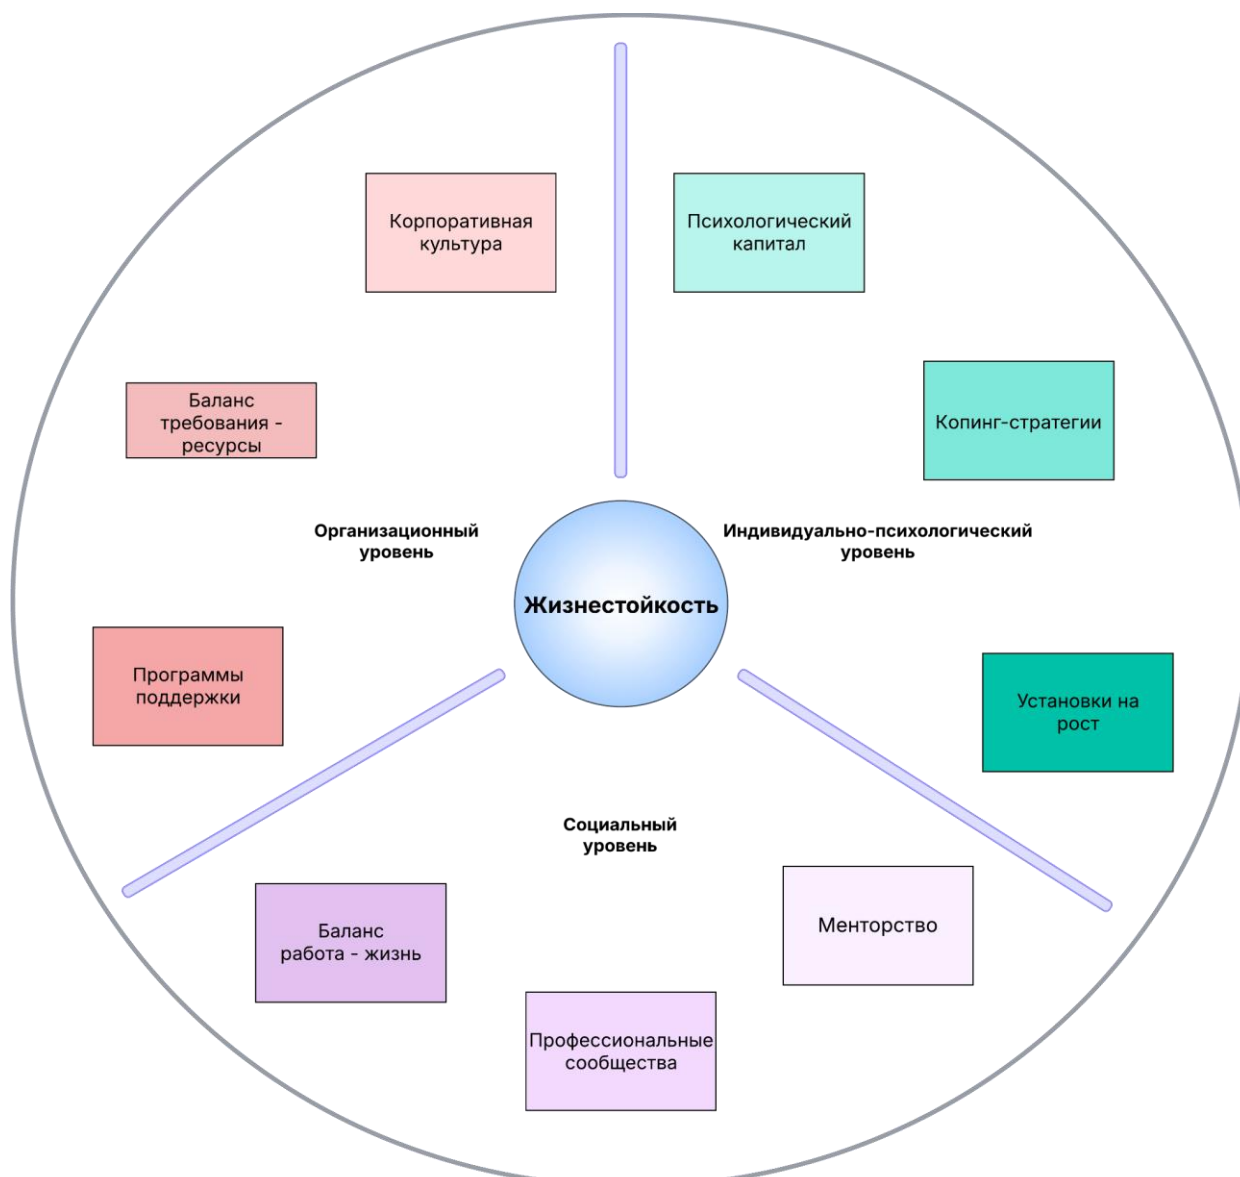 Корпоративная
культура
Психологический
капитал
Баланс
требования -
ресурсы
Копинг-стратегии
Организационный
уровень
Индивидуально-психологический
уровень
Жизнестойкость
Программы
поддержки
Установки на
рост
Социальный
уровень
Баланс
работа - жизнь
Менторство
Профессиональные
сообщества